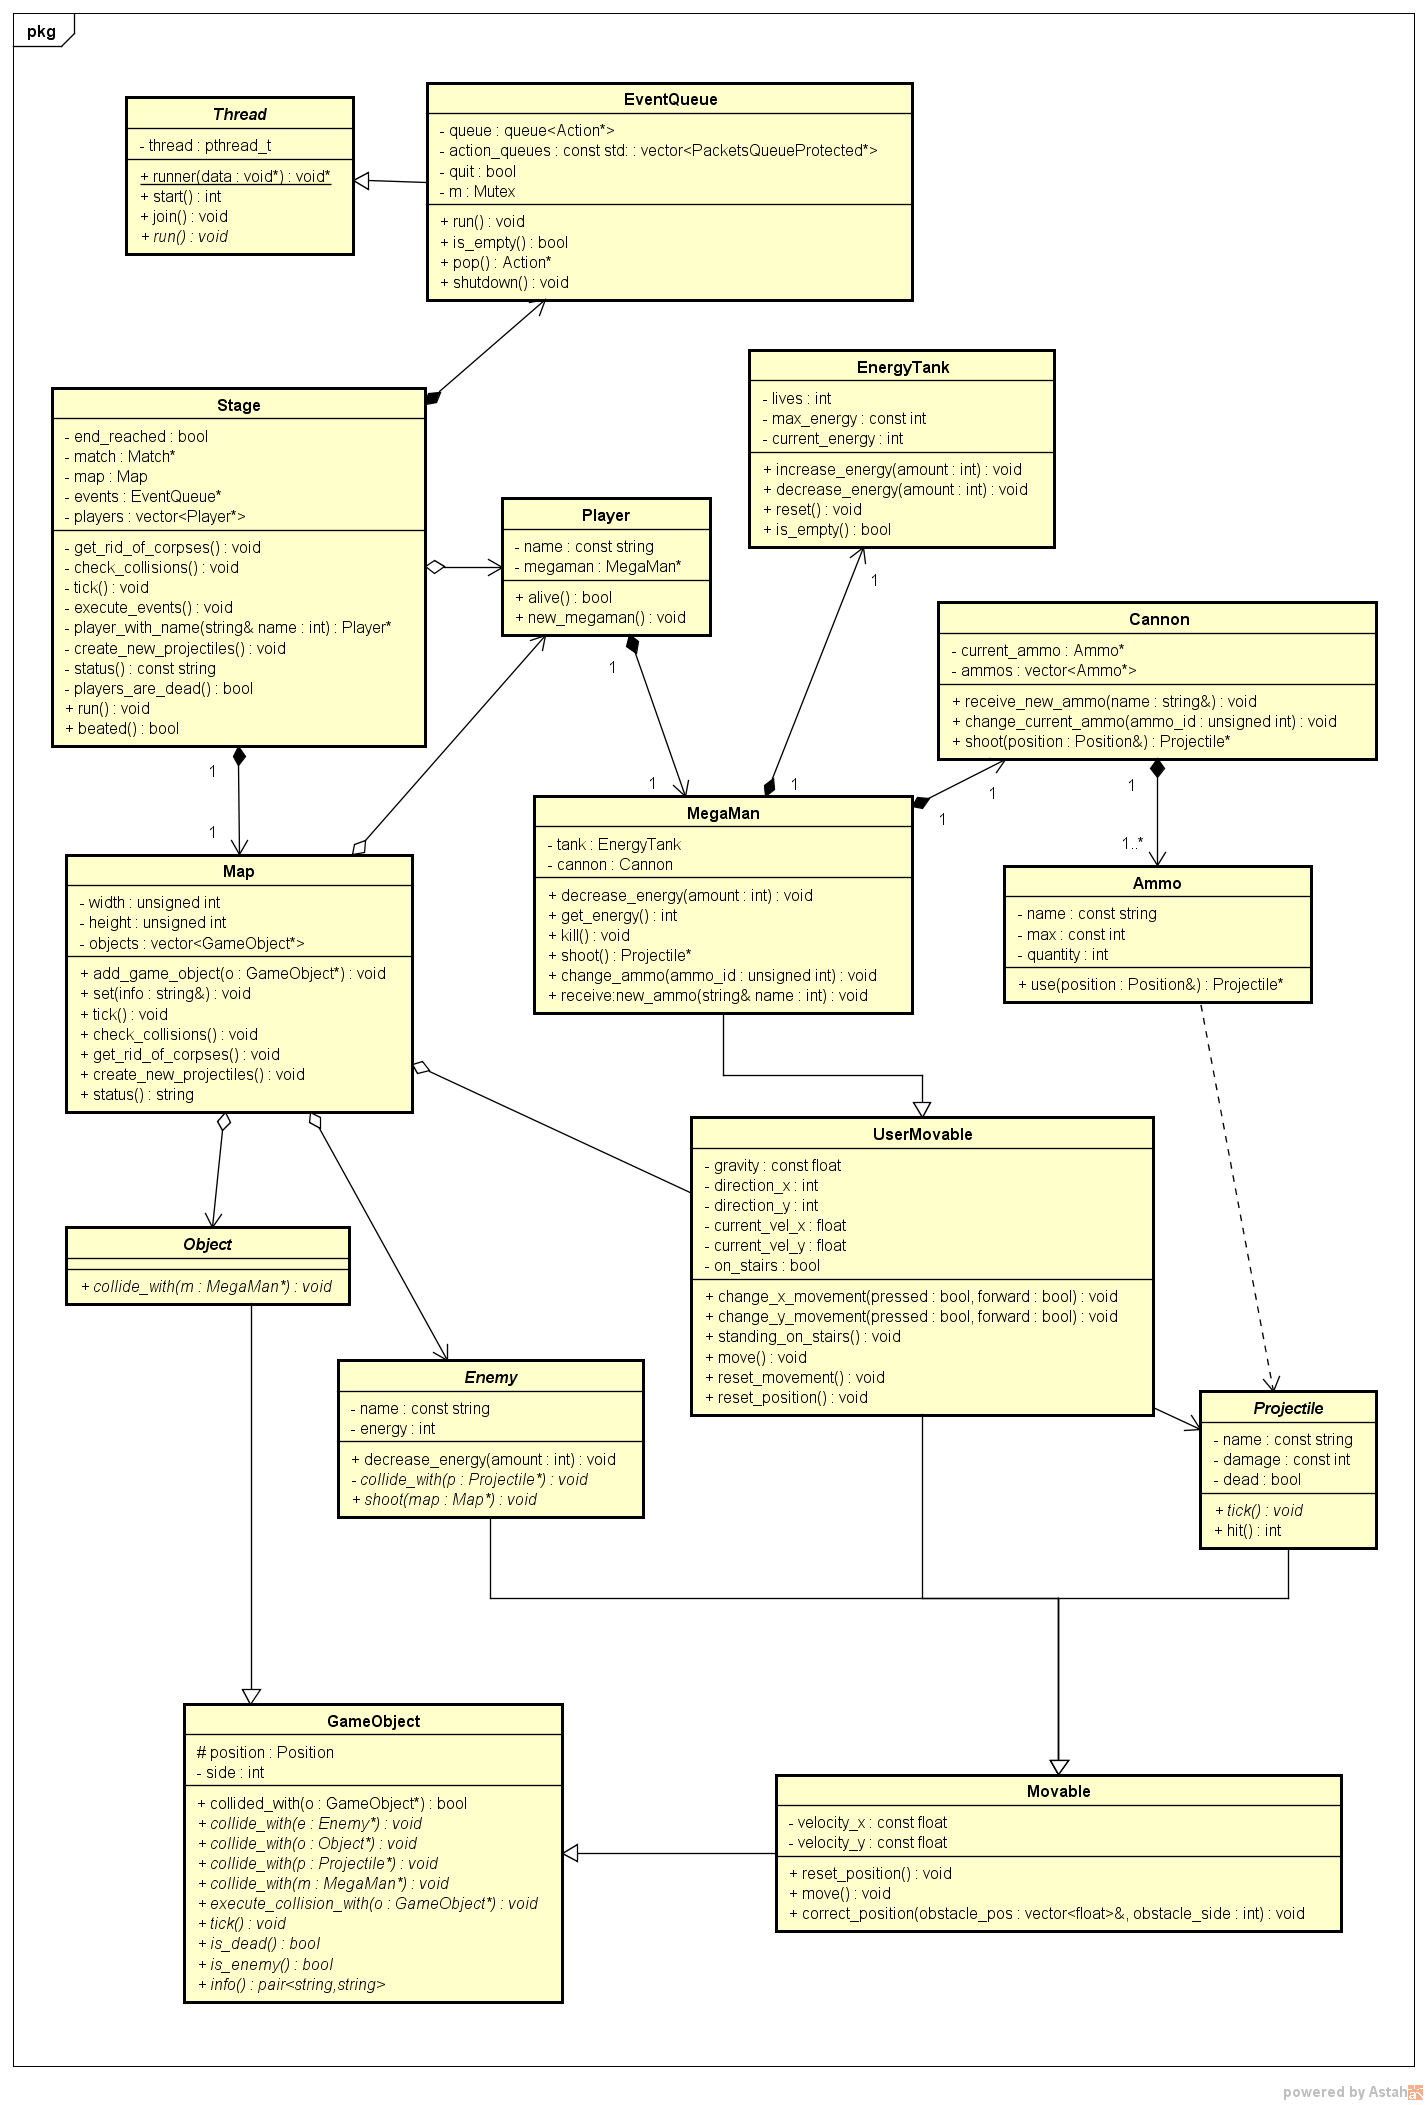 pkg
Thread
- thread : pthread_t
+ runner(data : void*) : void*
+ start() : int
+ join() : void
+ run() : void
EventQueue
- queue : queue<Action*>
- action_queues : const std: : vector<PacketsQueueProtected*>
- quit : bool
- m : Mutex
+ run() : void
+ is_empty() : bool
+ pop() : Action*
+ shutdown() : void
EnergyTank
- lives : int
- max_energy : const int
- current_energy : int
+ increase_energy(amount : int) : void
+ decrease_energy(amount : int) : void
+ reset() : void
+ is_empty() : bool
1
Stage
- end_reached : bool
- match : Match*
- map : Map
- events : EventQueue*
- players : vector<Player*>
- get_rid_of_corpses() : void
- check_collisions() : void
- tick() : void
- execute_events() : void
- player_with_name(string& name : int) : Player*
- create_new_projectiles() : void
- status() : const string
- players_are_dead() : bool
+ run() : void
+ beated() : bool
1
1
Player
- name : const string
- megaman : MegaMan*
+ alive() : bool
+ new_megaman() : void
1
1
Cannon
- current_ammo : Ammo*
- ammos : vector<Ammo*>
+ receive_new_ammo(name : string&) : void
+ change_current_ammo(ammo_id : unsigned int) : void
+ shoot(position : Position&) : Projectile*
1
1
1
1
1..*
MegaMan
- tank : EnergyTank
- cannon : Cannon
+ decrease_energy(amount : int) : void
+ get_energy() : int
+ kill() : void
+ shoot() : Projectile*
+ change_ammo(ammo_id : unsigned int) : void
+ receive:new_ammo(string& name : int) : void
Map
- width : unsigned int
- height : unsigned int
- objects : vector<GameObject*>
+ add_game_object(o : GameObject*) : void
+ set(info : string&) : void
+ tick() : void
+ check_collisions() : void
+ get_rid_of_corpses() : void
+ create_new_projectiles() : void
+ status() : string
Ammo
- name : const string
- max : const int
- quantity : int
+ use(position : Position&) : Projectile*
UserMovable
- gravity : const float
- direction_x : int
- direction_y : int
- current_vel_x : float
- current_vel_y : float
- on_stairs : bool
+ change_x_movement(pressed : bool, forward : bool) : void
+ change_y_movement(pressed : bool, forward : bool) : void
+ standing_on_stairs() : void
+ move() : void
+ reset_movement() : void
+ reset_position() : void
Object
+ collide_with(m : MegaMan*) : void
Enemy
- name : const string
- energy : int
+ decrease_energy(amount : int) : void
- collide_with(p : Projectile*) : void
+ shoot(map : Map*) : void
Projectile
- name : const string
- damage : const int
- dead : bool
+ tick() : void
+ hit() : int
GameObject
# position : Position
- side : int
+ collided_with(o : GameObject*) : bool
+ collide_with(e : Enemy*) : void
+ collide_with(o : Object*) : void
+ collide_with(p : Projectile*) : void
+ collide_with(m : MegaMan*) : void
+ execute_collision_with(o : GameObject*) : void
+ tick() : void
+ is_dead() : bool
+ is_enemy() : bool
+ info() : pair<string,string>
Movable
- velocity_x : const float
- velocity_y : const float
+ reset_position() : void
+ move() : void
+ correct_position(obstacle_pos : vector<float>&, obstacle_side : int) : void
powered by Astah